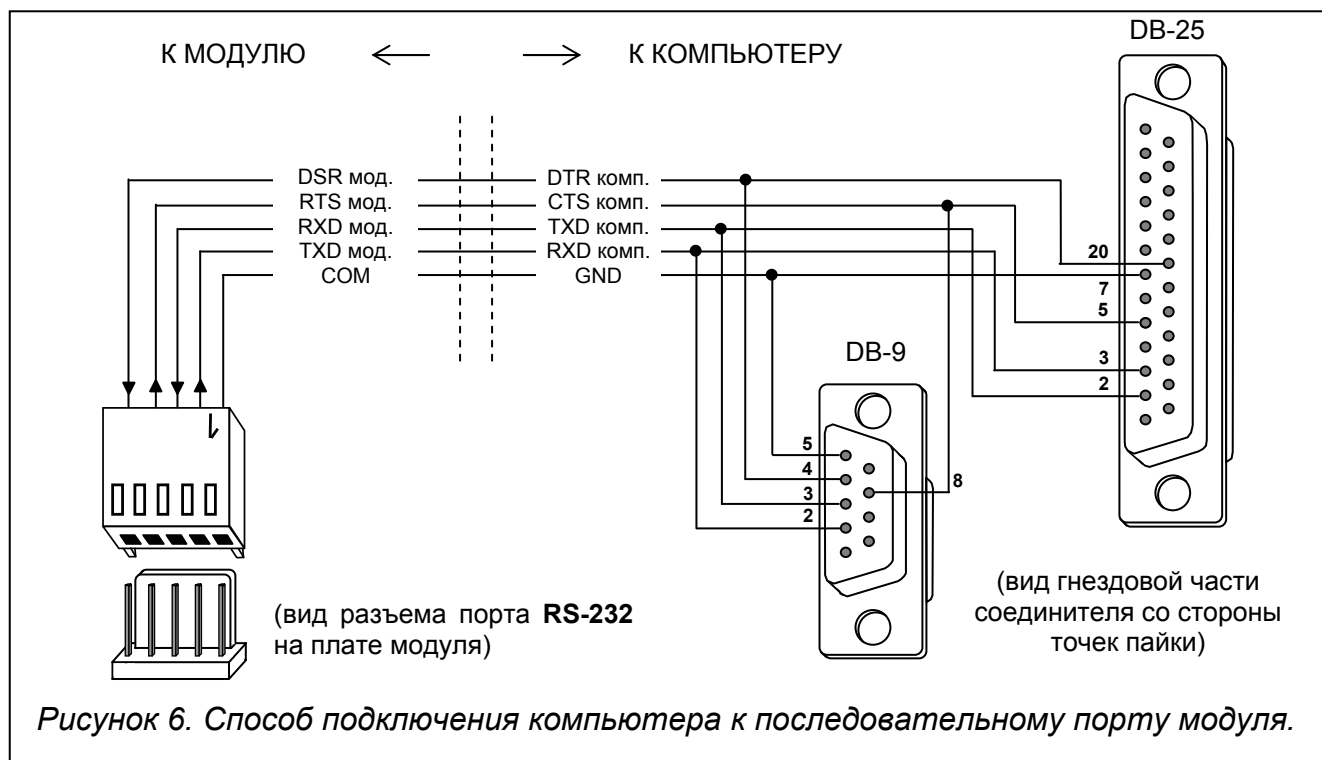 К МОДУЛЮ
К КОМПЬЮТЕРУ
DB-25
DSR мод.
DTR комп.
RTS мод.
CTS комп.
RXD мод.
TXD комп.
TXD мод.
RXD комп.
COM
GND
20
7
5
3
2
DB-9
5
4
3
2
8
(вид разъема порта RS-232
на плате модуля)
(вид гнездовой части
соединителя со стороны
точек пайки)
Рисунок 6. Способ подключения компьютера к последовательному порту модуля.